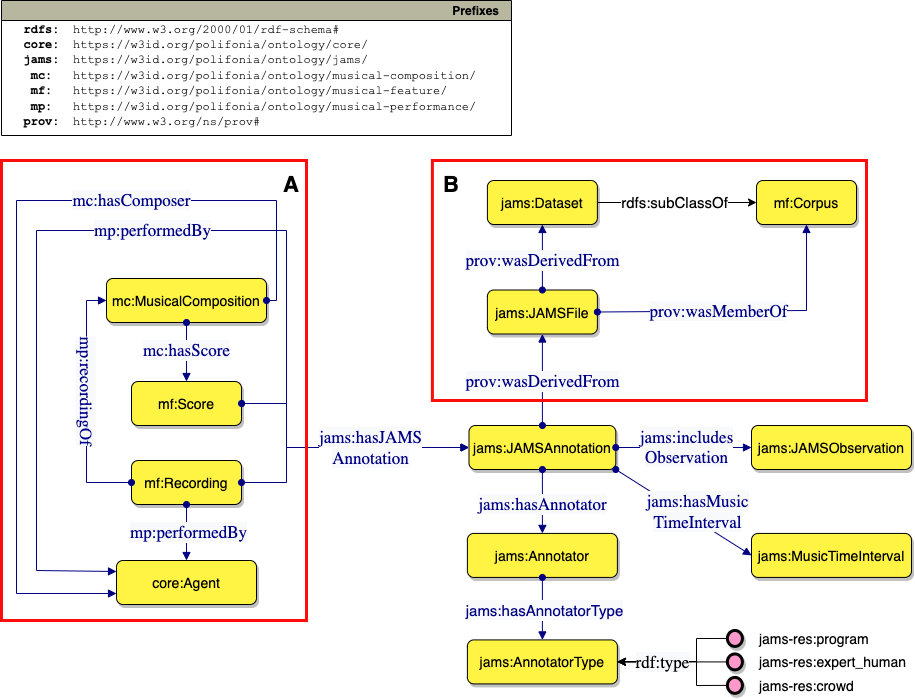 Prefixes
rdfs: http://www.w3.org/2000/01/rdf-schema#
core: https://w3id.org/polifonia/ontology/core/
jams: https://w3id.org/polifonia/ontology/jams/
mc: https://w3id.org/polifonia/ontology/musical-composition/
mf: https://w3id.org/polifonia/ontology/musical-feature/
mp: https://w3id.org/polifonia/ontology/musical-performance/
prov: http://www.w3.org/ns/prov#
A
mc:hasComposer
mp:performedBy
mc:MusicalComposition
mc:hasScore
mp:recordingOf
mf:Score
mf:Recording
mp:performedBy
core:Agent
B
jams:Dataset
rdfs:subClassOf
mf:Corpus
prov:wasDerivedFrom
jams:JAMSFile
prov:wasMemberOf
prov:wasDerivedFrom
jams:hasJAMS
Annotation
jams:JAMSAnnotation
jams:includes
Observation
jams:JAMSObservation
jams:hasAnnotator
jams:hasMusic
TimeInterval
jams:Annotator
jams:MusicTimeInterval
jams:hasAnnotatorType
jams:AnnotatorType
rdf:type
jams-res:program
jams-res:expert_human
jams-res:crowd